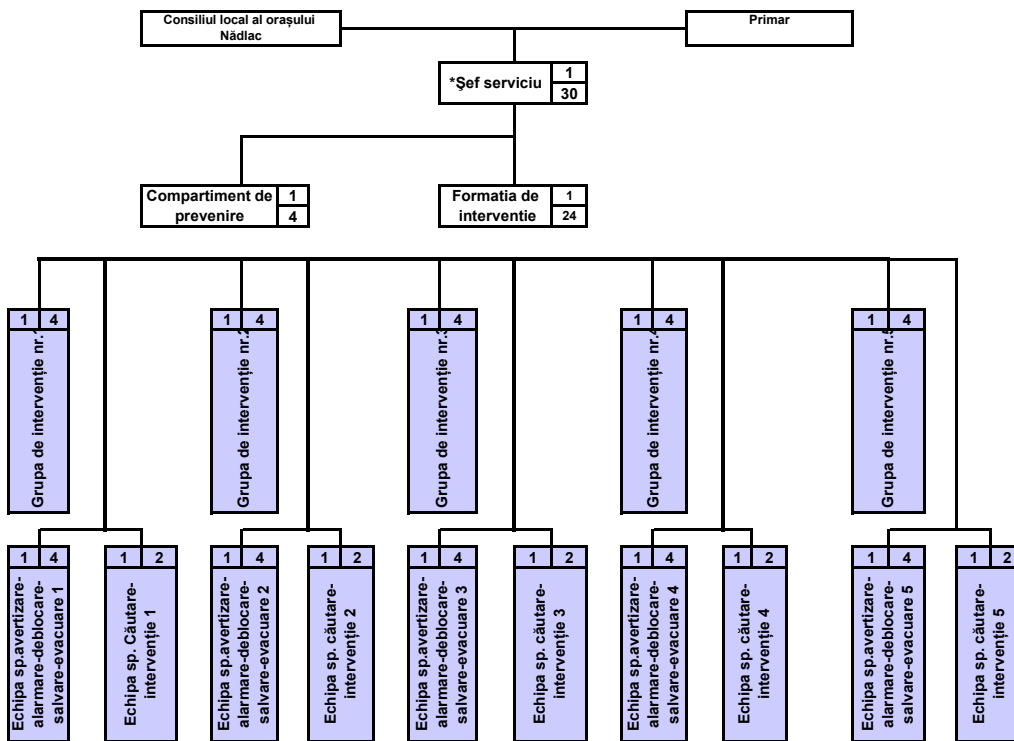 Consiliul local al orașului
Nădlac
Primar
*Şef serviciu
1
30
Compartiment de
prevenire
1
4
Formatia de
interventie
1
24
1 4
Grupa de intervenție nr.1
1 4
Grupa de intervenție nr.2
1 4
Grupa de intervenție nr.3
1 4
Grupa de intervenție nr.4
1 4
Grupa de intervenție nr.5
1 4
Echipa sp.avertizare-
alarmare-deblocare-
salvare-evacuare 1
1 2
Echipa sp. Căutare-
intervenție 1
1 4
Echipa sp.avertizare-
alarmare-deblocare-
salvare-evacuare 2
1 2
Echipa sp. căutare-
intervenție 2
1 4
Echipa sp.avertizare-
alarmare-deblocare-
salvare-evacuare 3
1 2
Echipa sp. căutare-
intervenție 3
1 4
Echipa sp.avertizare-
alarmare-deblocare-
salvare-evacuare 4
1 2
Echipa sp. căutare-
intervenție 4
1 4
Echipa sp.avertizare-
alarmare-deblocare-
salvare-evacuare 5
1 2
Echipa sp. căutare-
intervenție 5